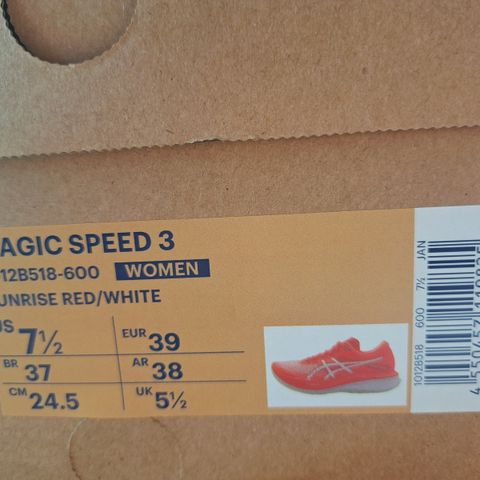 AGIC SPEED 3
12B518-600 WOMEN
UNRISE RED/WHITE
US 7½ EUR 39
BR 37 AR 38
CM 24.5 UK 5½
1012B518 600 7½ JAN